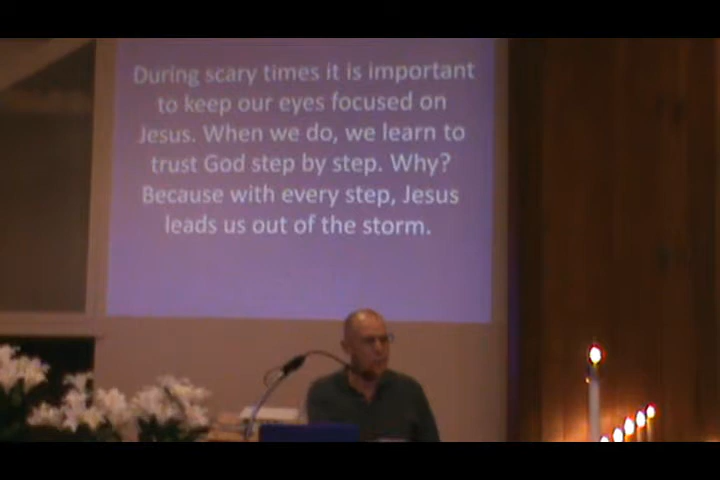 During scary times it is important
to keep our eyes focused on
Jesus. When we do, we learn to
trust God step by step. Why?
Because with every step, Jesus
leads us out of the storm.